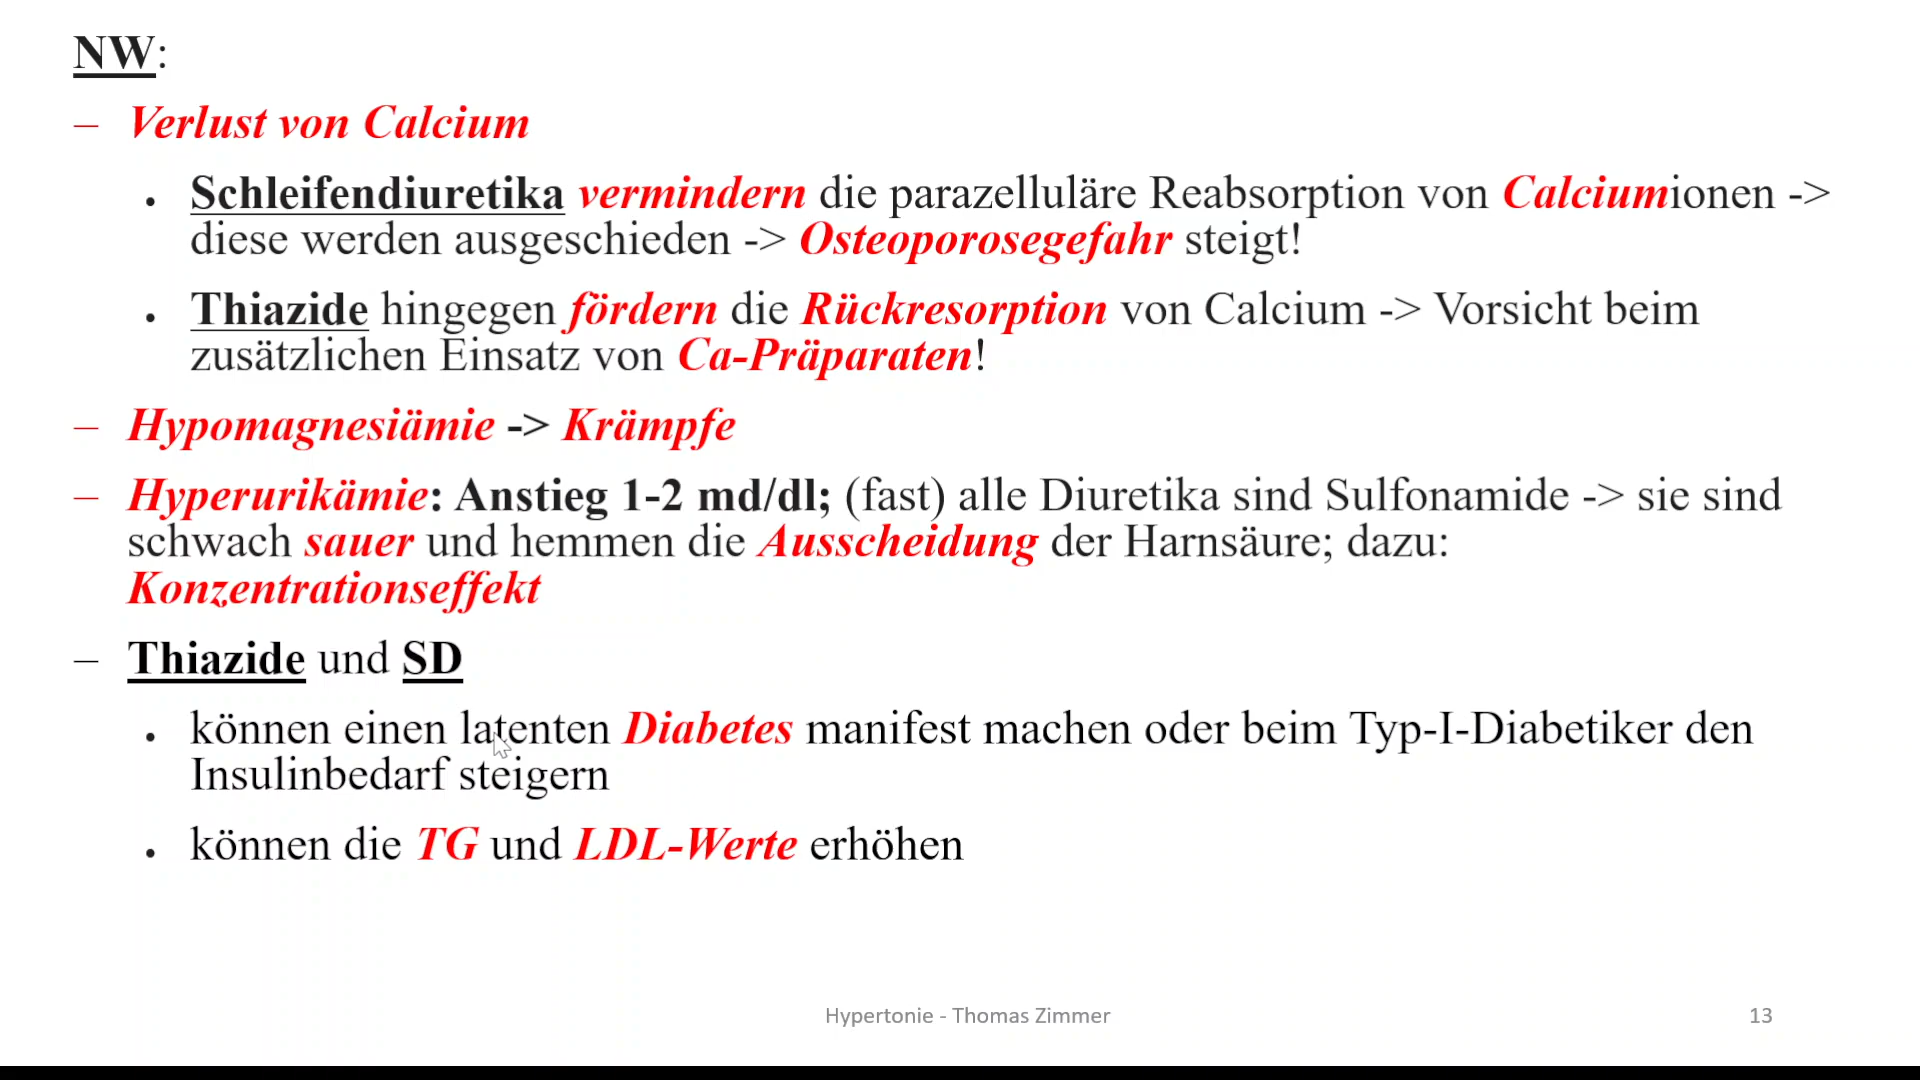 NW:
– Verlust von Calcium
• Schleifendiuretika vermindern die parazelluläre Reabsorption von Calciumionen ->
diese werden ausgeschieden -> Osteoporosegefahr steigt!
• Thiazide hingegen fördern die Rückresorption von Calcium -> Vorsicht beim
zusätzlichen Einsatz von Ca-Präparaten!
– Hypomagnesiämie -> Krämpfe
– Hyperurikämie: Anstieg 1-2 md/dl; (fast) alle Diuretika sind Sulfonamide -> sie sind
schwach sauer und hemmen die Ausscheidung der Harnsäure; dazu:
Konzentrationseffekt
– Thiazide und SD
• können einen latenten Diabetes manifest machen oder beim Typ-I-Diabetiker den
Insulinbedarf steigern
• können die TG und LDL-Werte erhöhen
Hypertonie - Thomas Zimmer
13